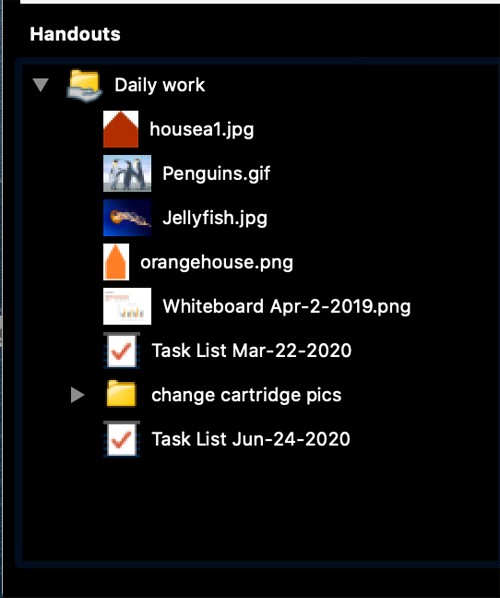 Handouts
Daily work
housea1.jpg
Penguins.gif
Jellyfish.jpg
orangehouse.png
Whiteboard Apr-2-2019.png
Task List Mar-22-2020
change cartridge pics
Task List Jun-24-2020